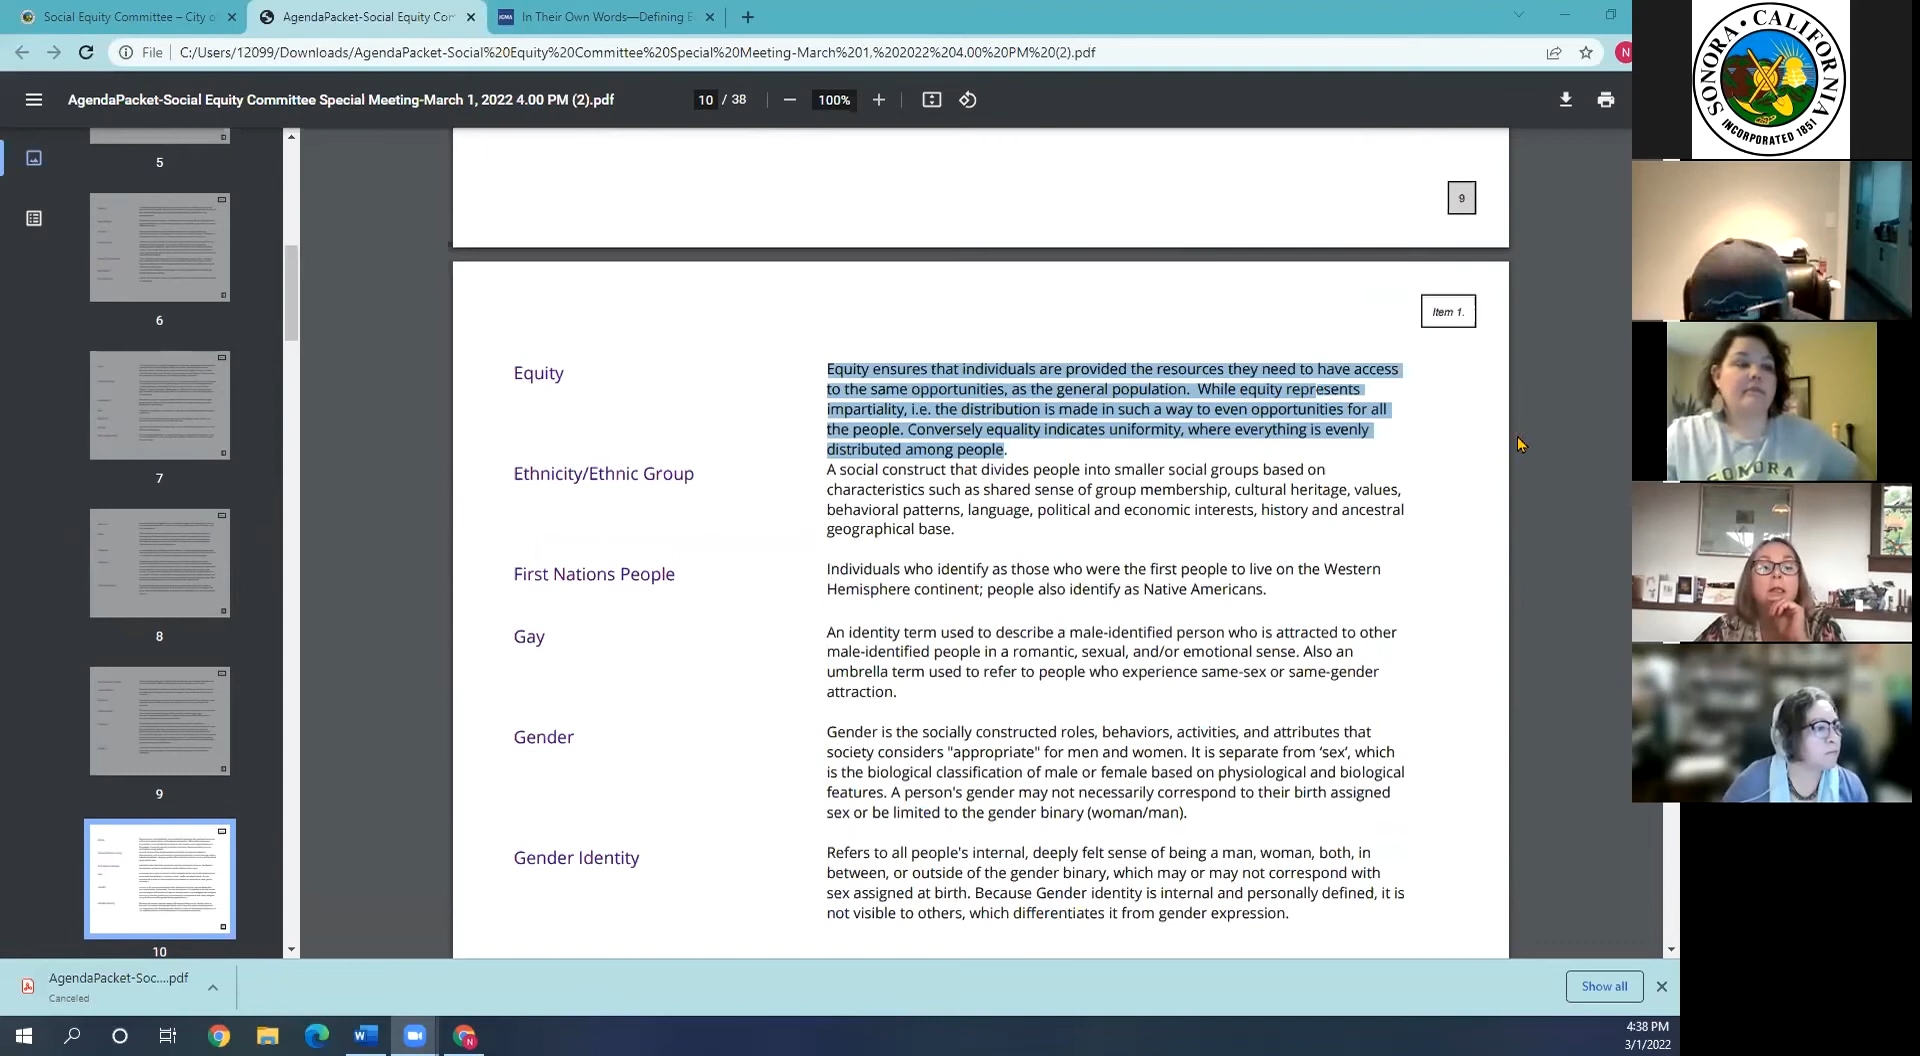 Social Equity Committee – City o
AgendaPacket-Social Equity Com
In Their Own Words—Defining E
File
C:/Users/12099/Downloads/AgendaPacket-Social%20Equity%20Committee%20Special%20Meeting-March%201,%202022%204.00%20PM%20(2).pdf
N
AgendaPacket-Social Equity Committee Special Meeting-March 1, 2022 4.00 PM (2).pdf
10 / 38
100%
SONORA, CALIFORNIA
INCORPORATED 1851
5
6
7
8
9
10
9
Item 1.
Equity
Equity ensures that individuals are provided the resources they need to have access
to the same opportunities, as the general population.  While equity represents
impartiality, i.e. the distribution is made in such a way to even opportunities for all
the people. Conversely equality indicates uniformity, where everything is evenly
distributed among people.
Ethnicity/Ethnic Group
A social construct that divides people into smaller social groups based on
characteristics such as shared sense of group membership, cultural heritage, values,
behavioral patterns, language, political and economic interests, history and ancestral
geographical base.
First Nations People
Individuals who identify as those who were the first people to live on the Western
Hemisphere continent; people also identify as Native Americans.
Gay
An identity term used to describe a male-identified person who is attracted to other
male-identified people in a romantic, sexual, and/or emotional sense. Also an
umbrella term used to refer to people who experience same-sex or same-gender
attraction.
Gender
Gender is the socially constructed roles, behaviors, activities, and attributes that
society considers "appropriate" for men and women. It is separate from ‘sex’, which
is the biological classification of male or female based on physiological and biological
features. A person's gender may not necessarily correspond to their birth assigned
sex or be limited to the gender binary (woman/man).
Gender Identity
Refers to all people's internal, deeply felt sense of being a man, woman, both, in
between, or outside of the gender binary, which may or may not correspond with
sex assigned at birth. Because Gender identity is internal and personally defined, it is
not visible to others, which differentiates it from gender expression.
SONORA
AgendaPacket-Soc....pdf
Canceled
Show all
4:38 PM
3/1/2022